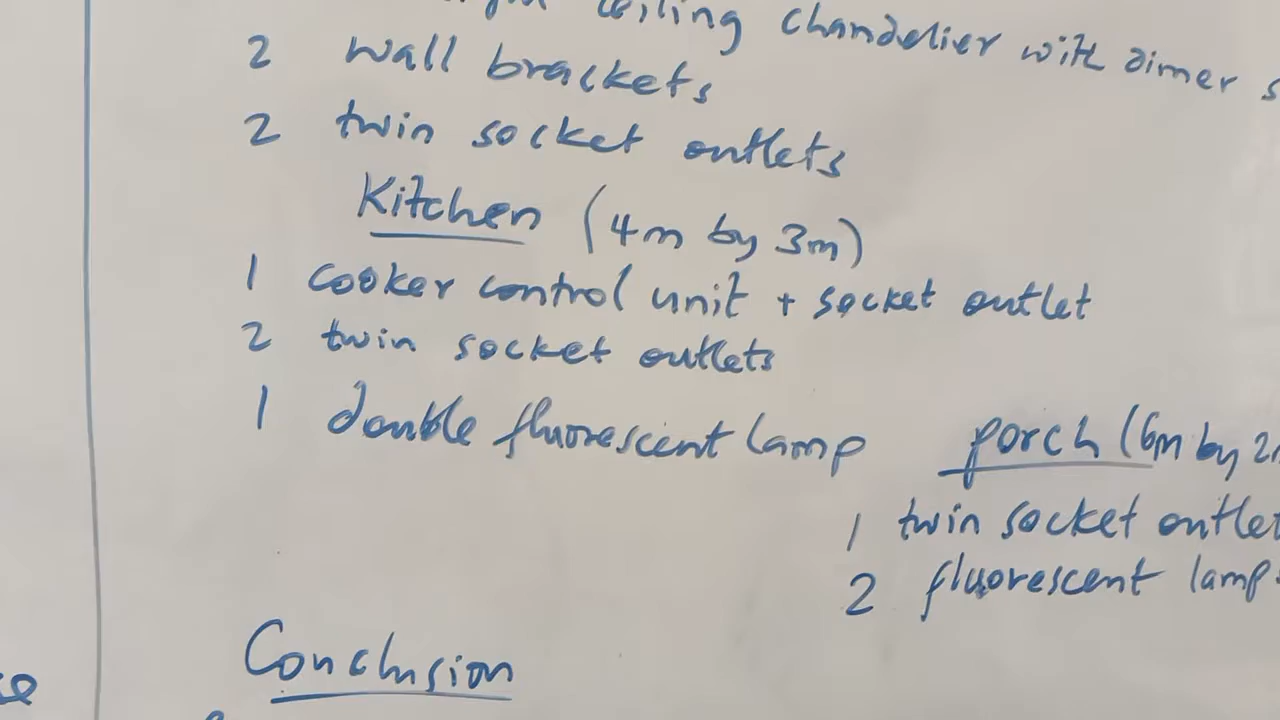 ceiling chandelier with dimer
2 wall brackets
2 twin socket outlets
Kitchen (4m by 3m)
1 cooker control unit + socket outlet
2 twin socket outlets
1 double fluorescent lamp
porch (6m by 2m
1 twin socket outlet
2 fluorescent lamp
Conclusion